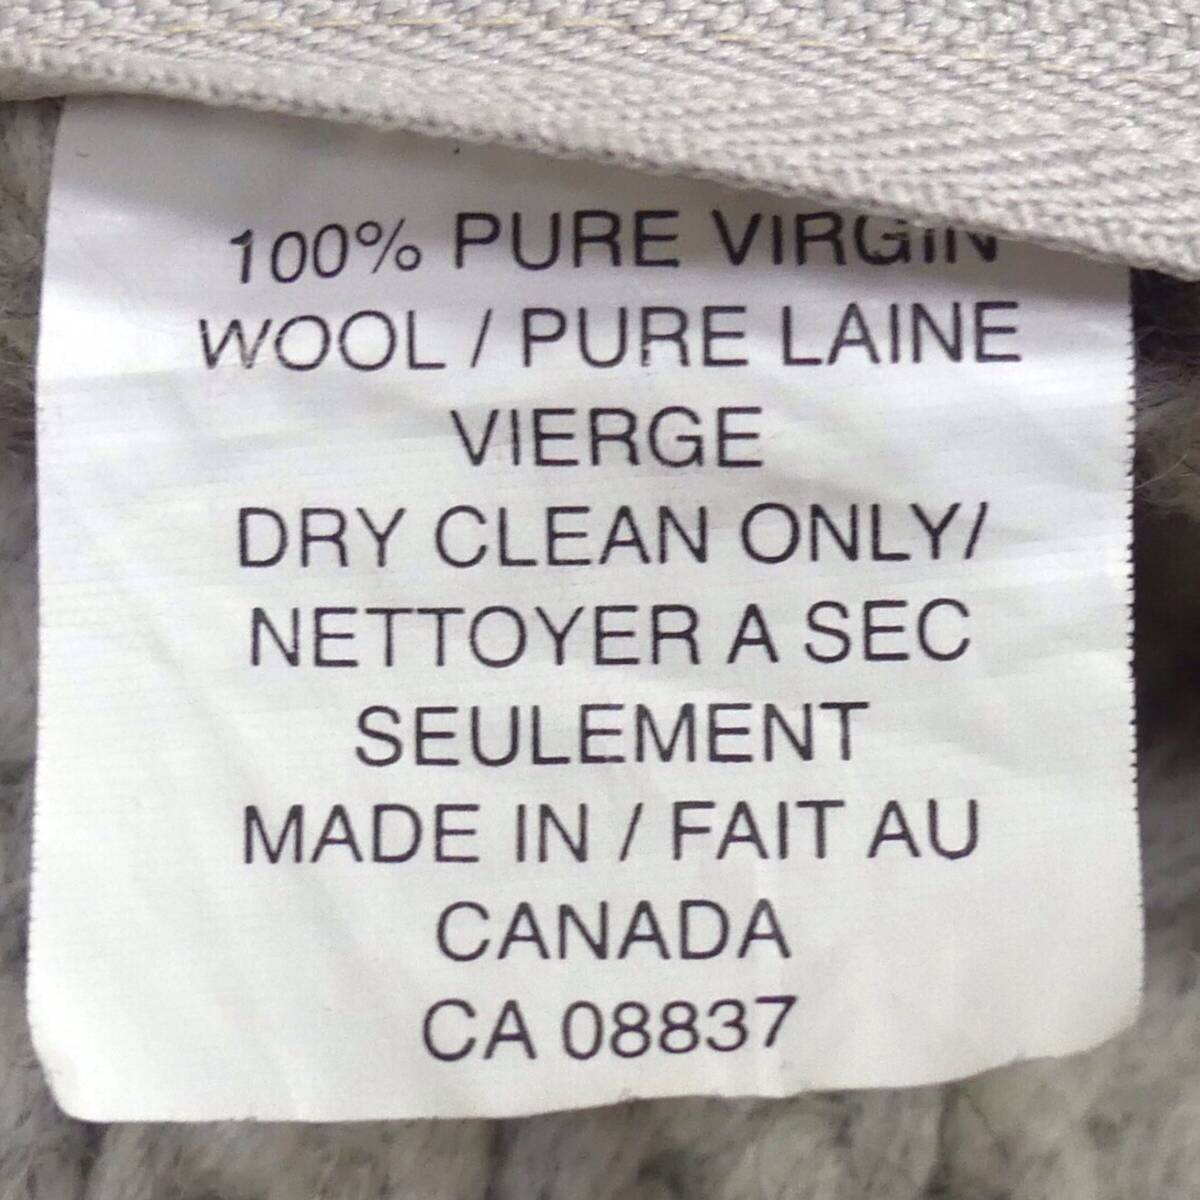 100% PURE VIRGIN
WOOL / PURE LAINE
VIERGE
DRY CLEAN ONLY/
NETTOYER A SEC
SEULEMENT
MADE IN / FAIT AU
CANADA
CA 08837